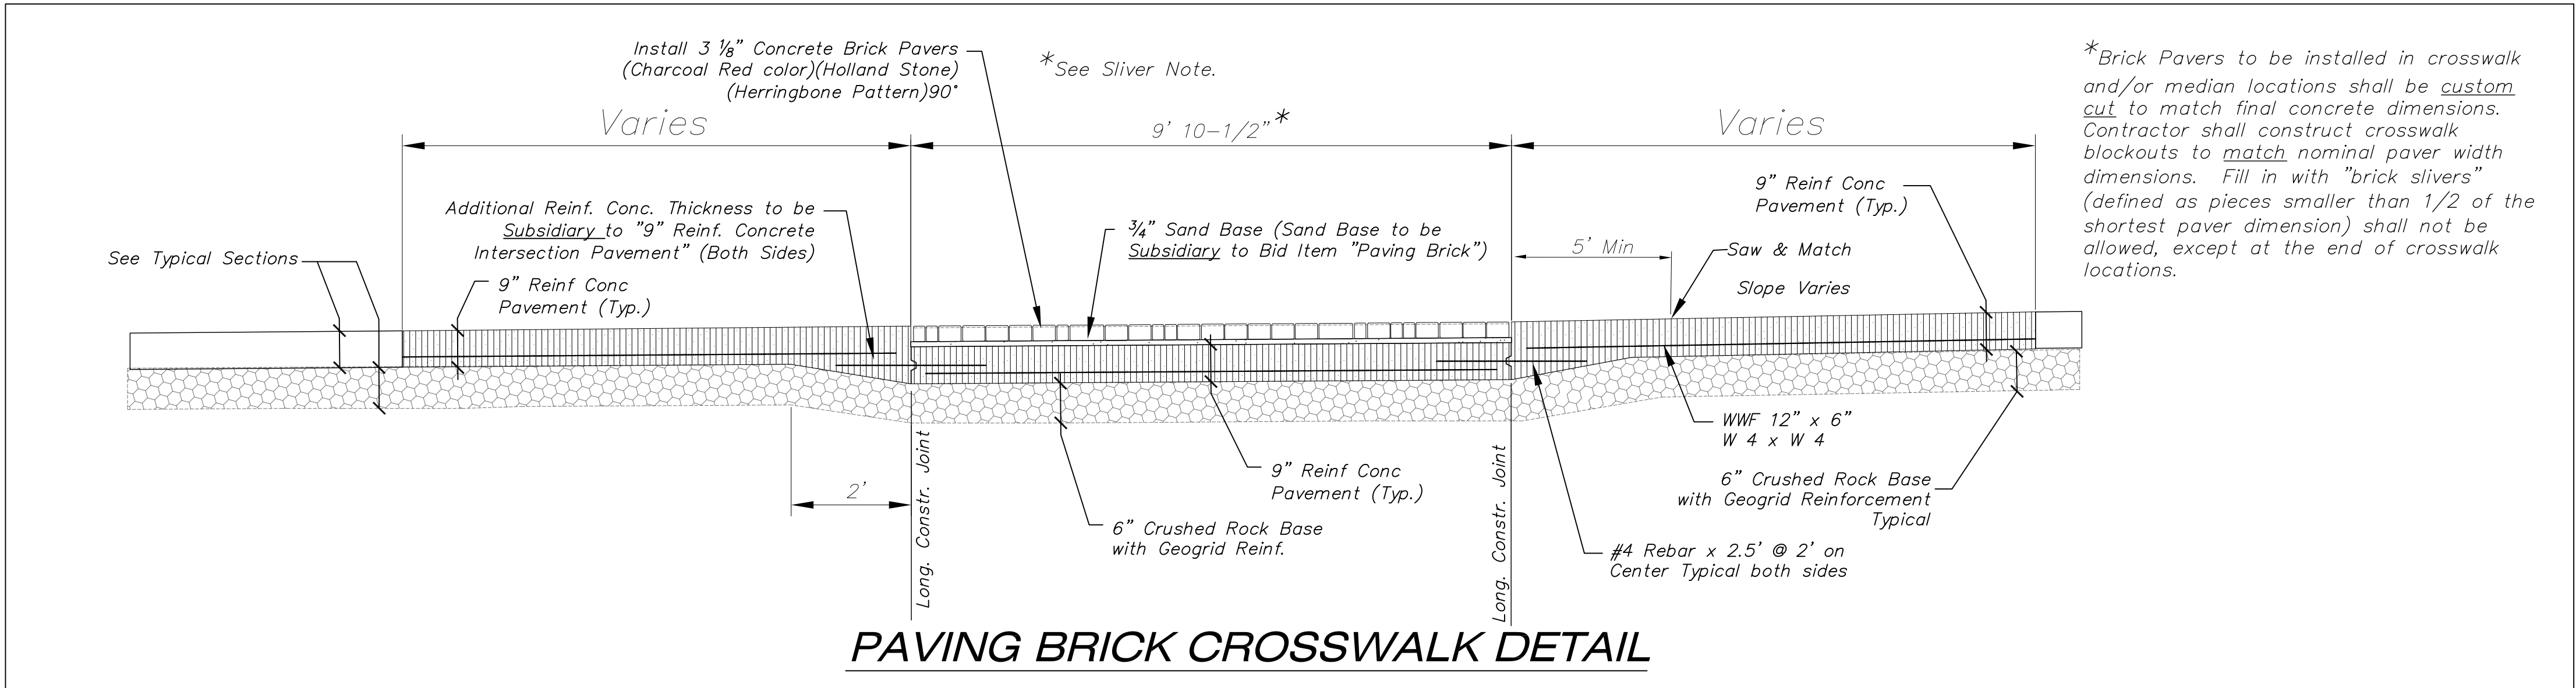 Install 3 ⅛" Concrete Brick Pavers
(Charcoal Red color)(Holland Stone)
(Herringbone Pattern)90°
*See Sliver Note.
*Brick Pavers to be installed in crosswalk
and/or median locations shall be custom
cut to match final concrete dimensions.
Contractor shall construct crosswalk
blockouts to match nominal paver width
dimensions. Fill in with "brick slivers"
(defined as pieces smaller than 1/2 of the
shortest paver dimension) shall not be
allowed, except at the end of crosswalk
locations.
Varies
9' 10-1/2"*
Varies
Additional Reinf. Conc. Thickness to be
Subsidiary to "9" Reinf. Concrete
Intersection Pavement" (Both Sides)
¾" Sand Base (Sand Base to be
Subsidiary to Bid Item "Paving Brick")
9" Reinf Conc
Pavement (Typ.)
5' Min
Saw & Match
Slope Varies
See Typical Sections
9" Reinf Conc
Pavement (Typ.)
WWF 12" x 6"
W 4 x W 4
9" Reinf Conc
Pavement (Typ.)
6" Crushed Rock Base
with Geogrid Reinforcement
Typical
2'
6" Crushed Rock Base
with Geogrid Reinf.
#4 Rebar x 2.5' @ 2' on
Center Typical both sides
Long. Constr. Joint
Long. Constr. Joint
PAVING BRICK CROSSWALK DETAIL